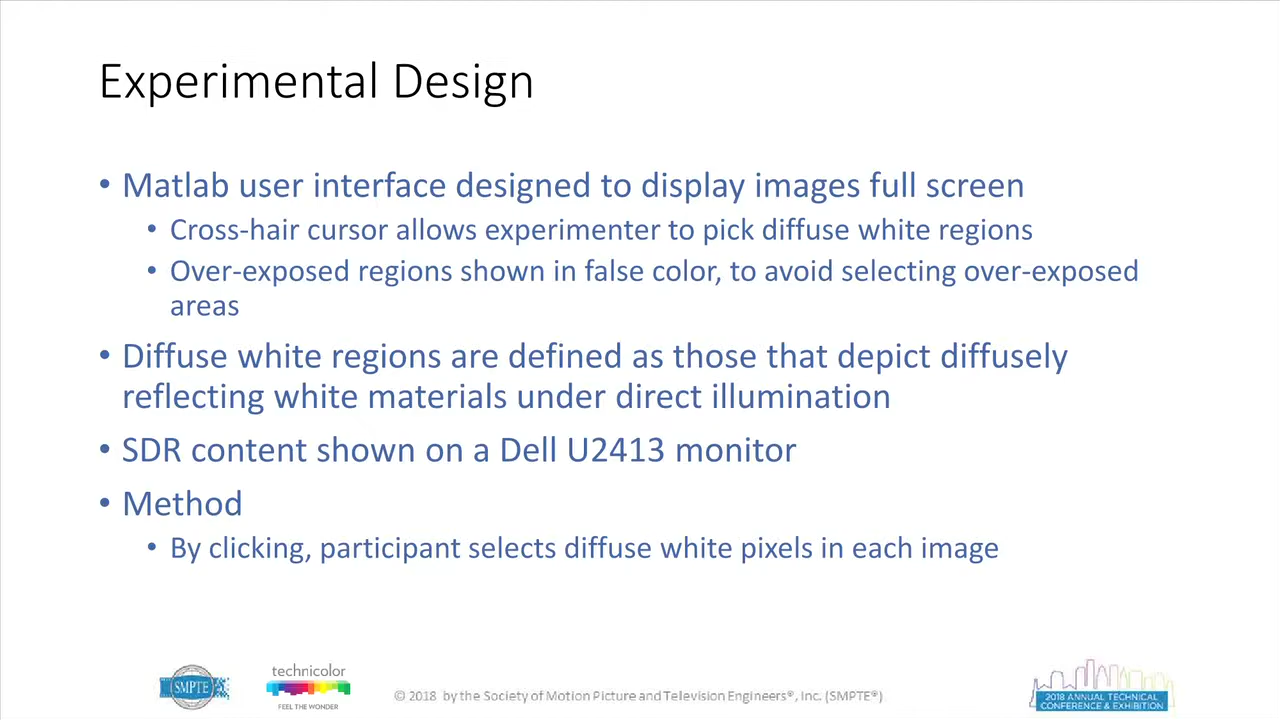 Experimental Design
• Matlab user interface designed to display images full screen
• Cross-hair cursor allows experimenter to pick diffuse white regions
• Over-exposed regions shown in false color, to avoid selecting over-exposed
areas
• Diffuse white regions are defined as those that depict diffusely
reflecting white materials under direct illumination
• SDR content shown on a Dell U2413 monitor
• Method
• By clicking, participant selects diffuse white pixels in each image
SMPTE
technicolor
FEEL THE WONDER
© 2018 by the Society of Motion Picture and Television Engineers®, Inc. (SMPTE®)
2018 ANNUAL TECHNICAL
CONFERENCE & EXHIBITION